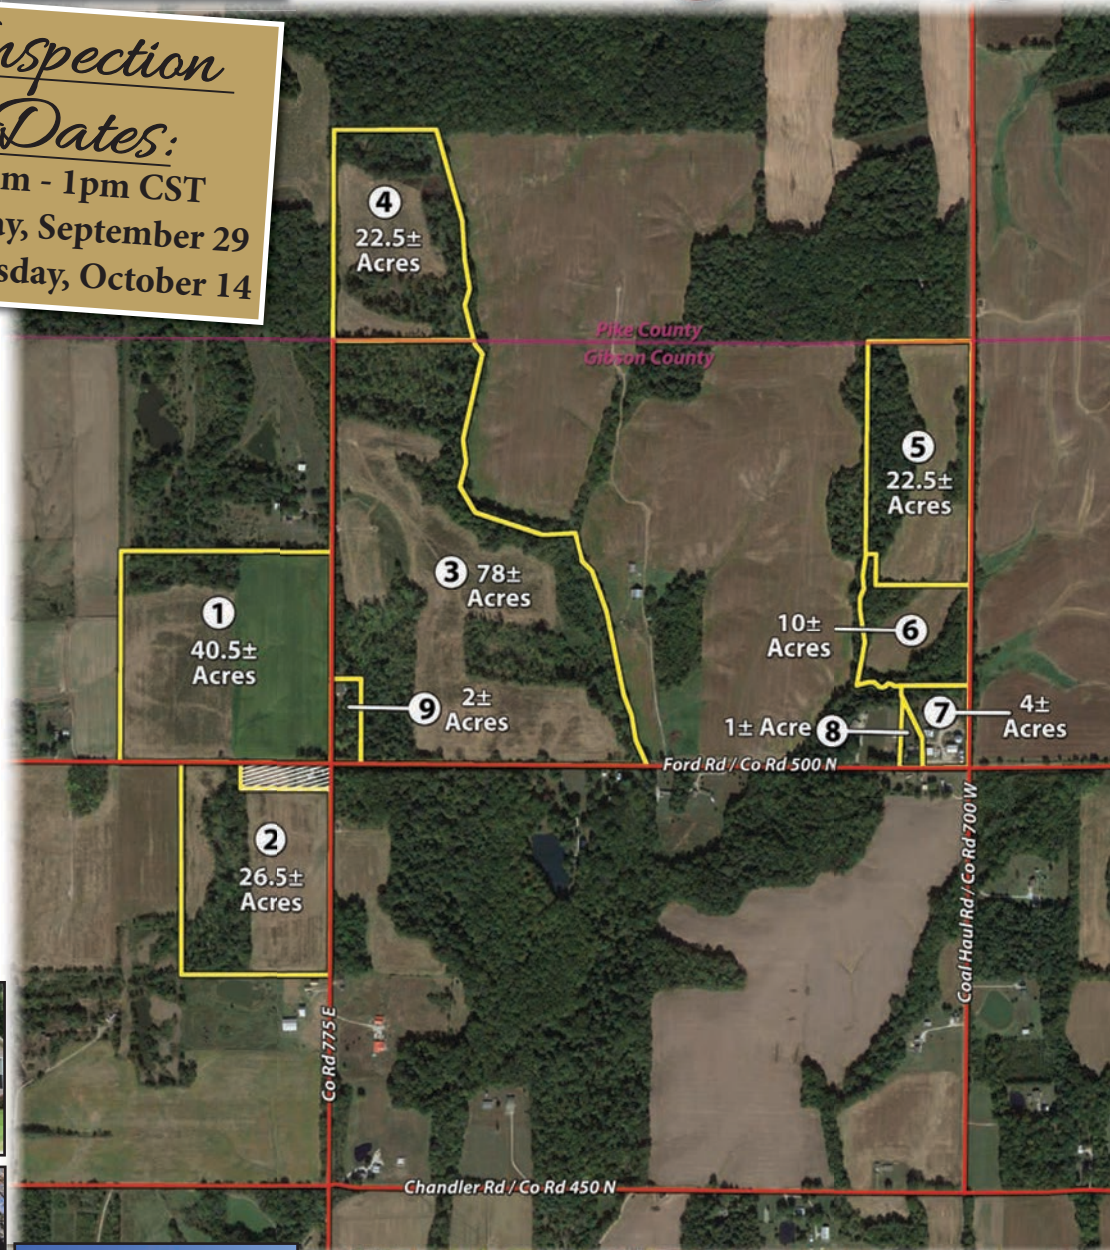 Inspection
Dates:
m - 1pm CST
ay, September 29
sday, October 14
4
22.5±
Acres
Pike County
Gibson County
5
22.5±
Acres
3 78±
Acres
1
40.5±
Acres
10±
Acres
6
9 2±
Acres
1± Acre 8
7 4±
Acres
Ford Rd / Co Rd 500 N
2
26.5±
Acres
Coal Haul Rd / Co Rd 700 W
Co Rd 775 E
Chandler Rd / Co Rd 450 N